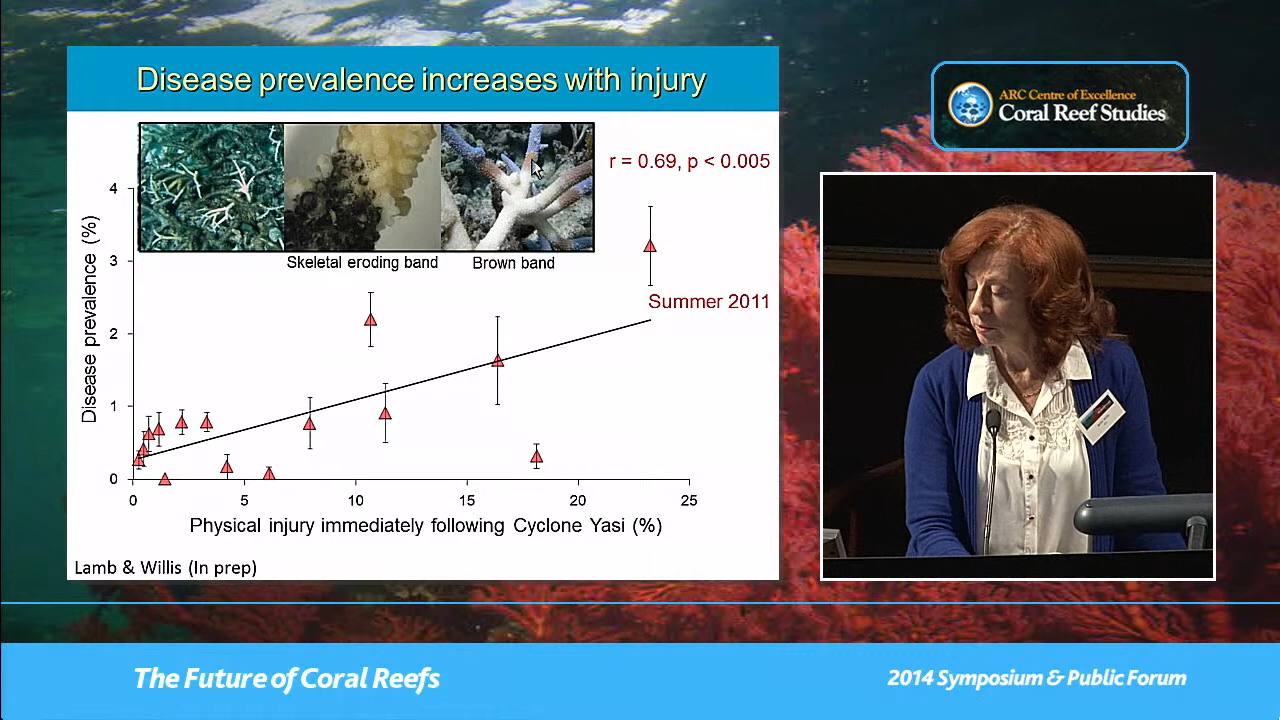 Disease prevalence increases with injury
ARC Centre of Excellence
Coral Reef Studies
r = 0.69, p < 0.005
Skeletal eroding band
Brown band
Summer 2011
Disease prevalence (%)
4
3
2
1
0
0 5 10 15 20 25
Physical injury immediately following Cyclone Yasi (%)
Lamb & Willis (In prep)
The Future of Coral Reefs
2014 Symposium & Public Forum